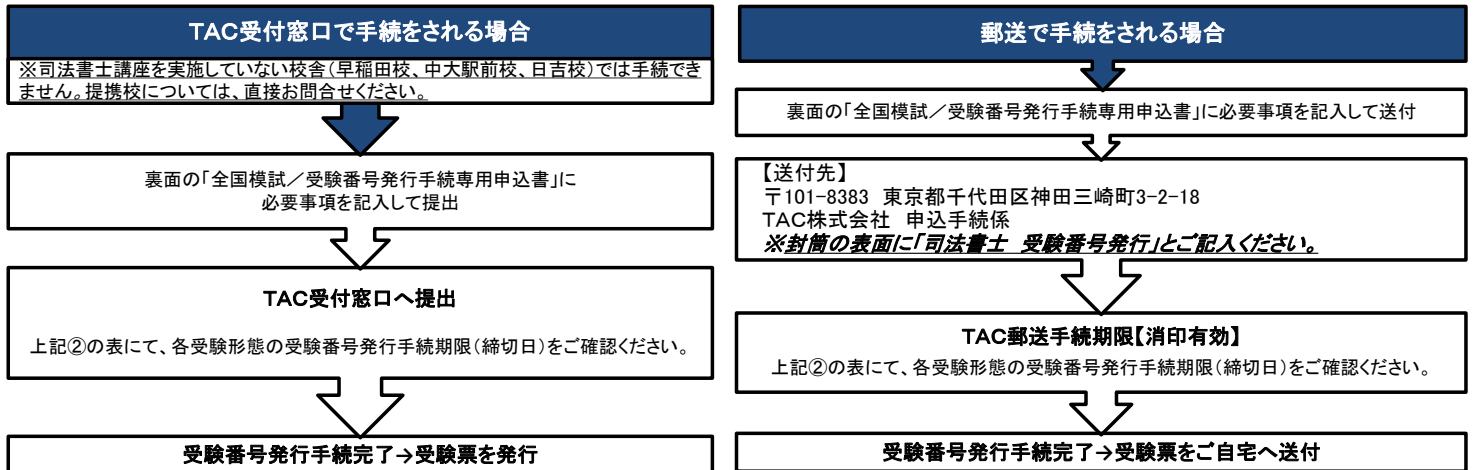 TAC受付窓口で手続をされる場合
※司法書士講座を実施していない校舎(早稲田校、中大駅前校、日吉校)では手続でき
ません。提携校については、直接お問合せください。
裏面の「全国模試／受験番号発行手続専用申込書」に
必要事項を記入して提出
TAC受付窓口へ提出
上記②の表にて、各受験形態の受験番号発行手続期限(締切日)をご確認ください。
受験番号発行手続完了→受験票を発行
郵送で手続をされる場合
裏面の「全国模試／受験番号発行手続専用申込書」に必要事項を記入して送付
【送付先】
〒101-8383 東京都千代田区神田三崎町3-2-18
TAC株式会社 申込手続係
※封筒の表面に「司法書士 受験番号発行」とご記入ください。
TAC郵送手続期限【消印有効】
上記②の表にて、各受験形態の受験番号発行手続期限(締切日)をご確認ください。
受験番号発行手続完了→受験票をご自宅へ送付